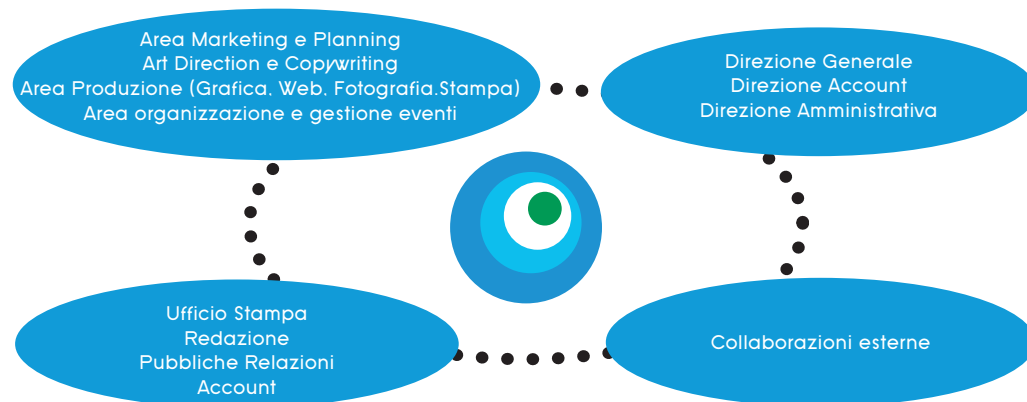 Area Marketing e Planning
Art Direction e Copywriting
Area Produzione (Grafica. Web. Fotografia.Stampa)
Area organizzazione e gestione eventi
Direzione Generale
Direzione Account
Direzione Amministrativa
Ufficio Stampa
Redazione
Pubbliche Relazioni
Account
Collaborazioni esterne